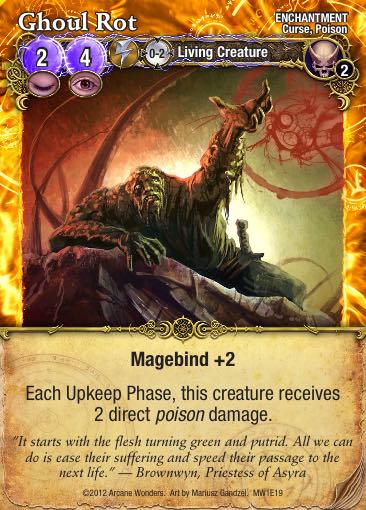 Ghoul Rot
ENCHANTMENT
Curse, Poison
2 4 0-2 Living Creature 2
Magebind +2
Each Upkeep Phase, this creature receives
2 direct poison damage.
"It starts with the flesh turning green and putrid. All we can
do is ease their suffering and speed their passage to the
next life." — Brownwyn, Priestess of Asyra
©2012 Arcane Wonders. Art by Mariusz Gandzel. MW1E19